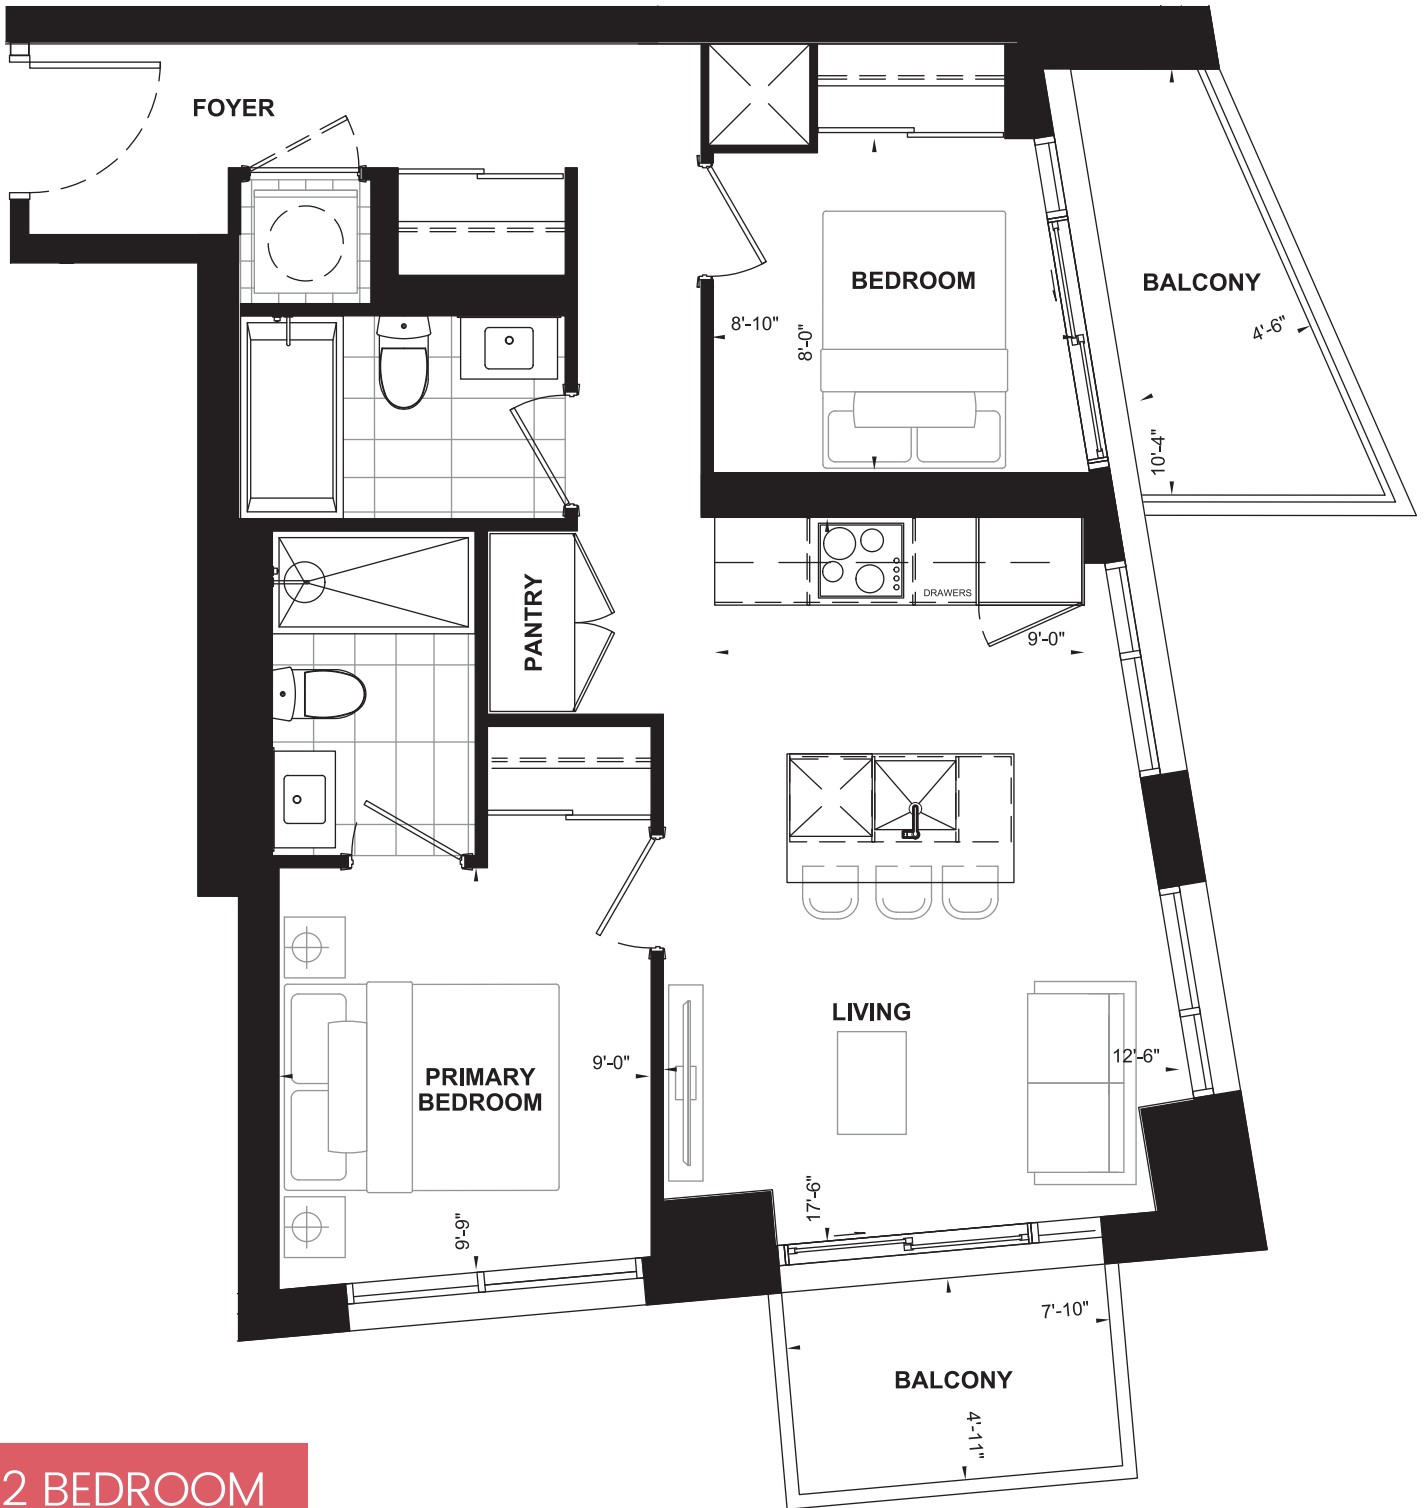 FOYER
BEDROOM
8'-10"
8'-0"
BALCONY
4'-6"
10'-4"
PANTRY
DRAWERS
9'-0"
LIVING
12'-6"
17'-6"
PRIMARY
BEDROOM
9'-0"
9'-9"
7'-10"
BALCONY
4'-11"
2 BEDROOM